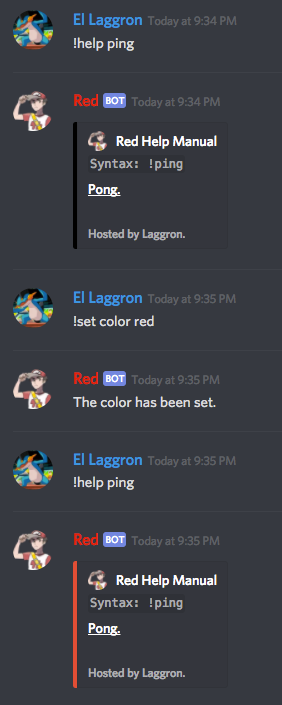 El Laggron Today at 9:34 PM
!help ping
Red BOT Today at 9:34 PM
Red Help Manual
Syntax: !ping
Pong.
Hosted by Laggron.
El Laggron Today at 9:35 PM
!set color red
Red BOT Today at 9:35 PM
The color has been set.
El Laggron Today at 9:35 PM
!help ping
Red BOT Today at 9:35 PM
Red Help Manual
Syntax: !ping
Pong.
Hosted by Laggron.